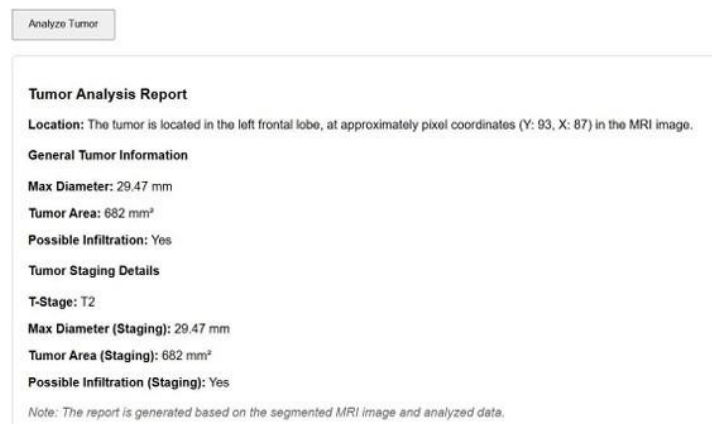 Analyze Tumor
Tumor Analysis Report
Location: The tumor is located in the left frontal lobe, at approximately pixel coordinates (Y: 93, X: 87) in the MRI image.
General Tumor Information
Max Diameter: 29.47 mm
Tumor Area: 682 mm²
Possible Infiltration: Yes
Tumor Staging Details
T-Stage: T2
Max Diameter (Staging): 29.47 mm
Tumor Area (Staging): 682 mm²
Possible Infiltration (Staging): Yes
Note: The report is generated based on the segmented MRI image and analyzed data.